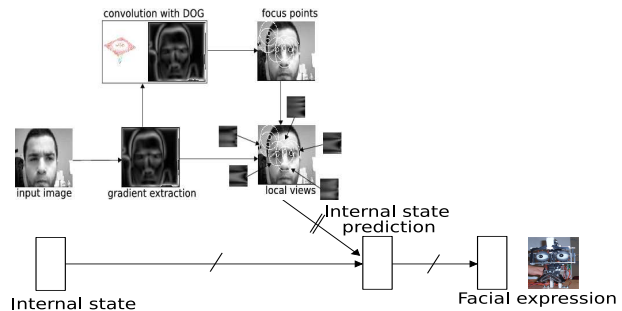 convolution with DOG
focus points
input image
gradient extraction
local views
Internal state
prediction
Internal state
Facial expression